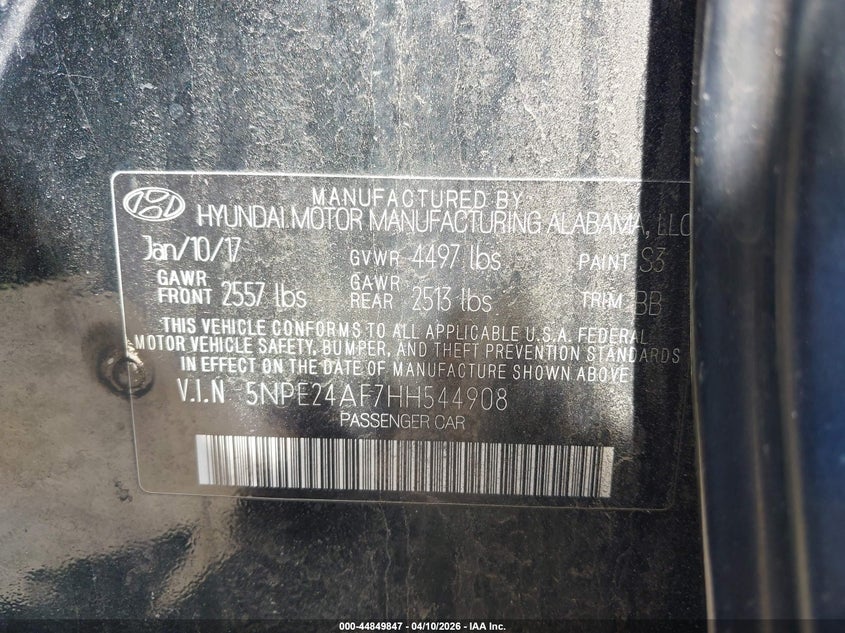 MANUFACTURED BY
HYUNDAI MOTOR MANUFACTURING ALABAMA, LLC
Jan/10/17 GVWR 4497 lbs PAINT S3
GAWR FRONT 2557 lbs GAWR REAR 2513 lbs TRIM BB
THIS VEHICLE CONFORMS TO ALL APPLICABLE U.S.A. FEDERAL
MOTOR VEHICLE SAFETY, BUMPER, AND THEFT PREVENTION STANDARDS
IN EFFECT ON THE DATE OF MANUFACTURE SHOWN ABOVE
V.I.N 5NPE24AF7HH544908
PASSENGER CAR
000-44849847 — 04/10/2026 — IAA Inc.